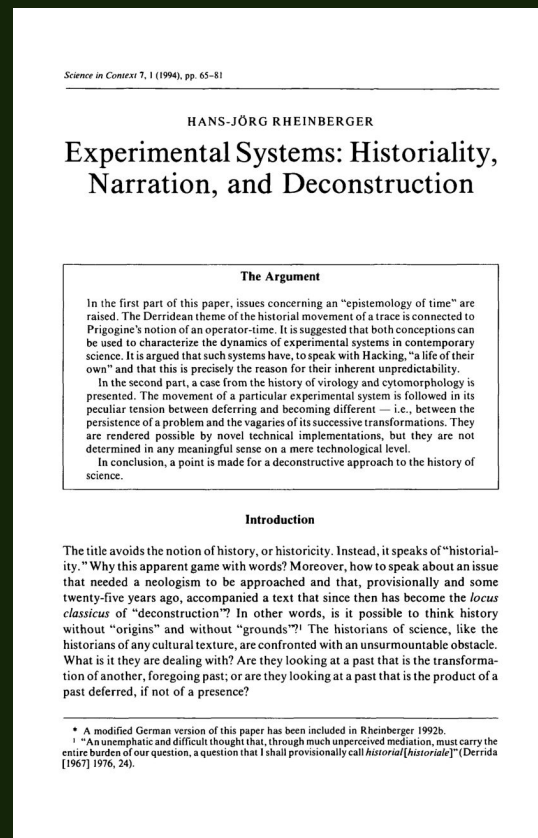 Science in Context 7, 1 (1994), pp. 65–81
HANS-JÖRG RHEINBERGER
Experimental Systems: Historiality,
Narration, and Deconstruction
The Argument
In the first part of this paper, issues concerning an “epistemology of time” are
raised. The Derridean theme of the historial movement of a trace is connected to
Prigogine's notion of an operator-time. It is suggested that both conceptions can
be used to characterize the dynamics of experimental systems in contemporary
science. It is argued that such systems have, to speak with Hacking, “a life of their
own” and that this is precisely the reason for their inherent unpredictability.
In the second part, a case from the history of virology and cytomorphology is
presented. The movement of a particular experimental system is followed in its
peculiar tension between deferring and becoming different — i.e., between the
persistence of a problem and the vagaries of its successive transformations. They
are rendered possible by novel technical implementations, but they are not
determined in any meaningful sense on a mere technological level.
In conclusion, a point is made for a deconstructive approach to the history of
science.
Introduction
The title avoids the notion of history, or historicity. Instead, it speaks of “historial-
ity.” Why this apparent game with words? Moreover, how to speak about an issue
that needed a neologism to be approached and that, provisionally and some
twenty-five years ago, accompanied a text that since then has become the locus
classicus of “deconstruction”? In other words, is it possible to think history
without “origins” and without “grounds”?¹ The historians of science, like the
historians of any cultural texture, are confronted with an unsurmountable obstacle.
What is it they are dealing with? Are they looking at a past that is the transforma-
tion of another, foregoing past; or are they looking at a past that is the product of a
past deferred, if not of a presence?
* A modified German version of this paper has been included in Rheinberger 1992b.
¹ “An unemphatic and difficult thought that, through much unperceived mediation, must carry the
entire burden of our question, a question that I shall provisionally call historial [historiale]” (Derrida
[1967] 1976, 24).